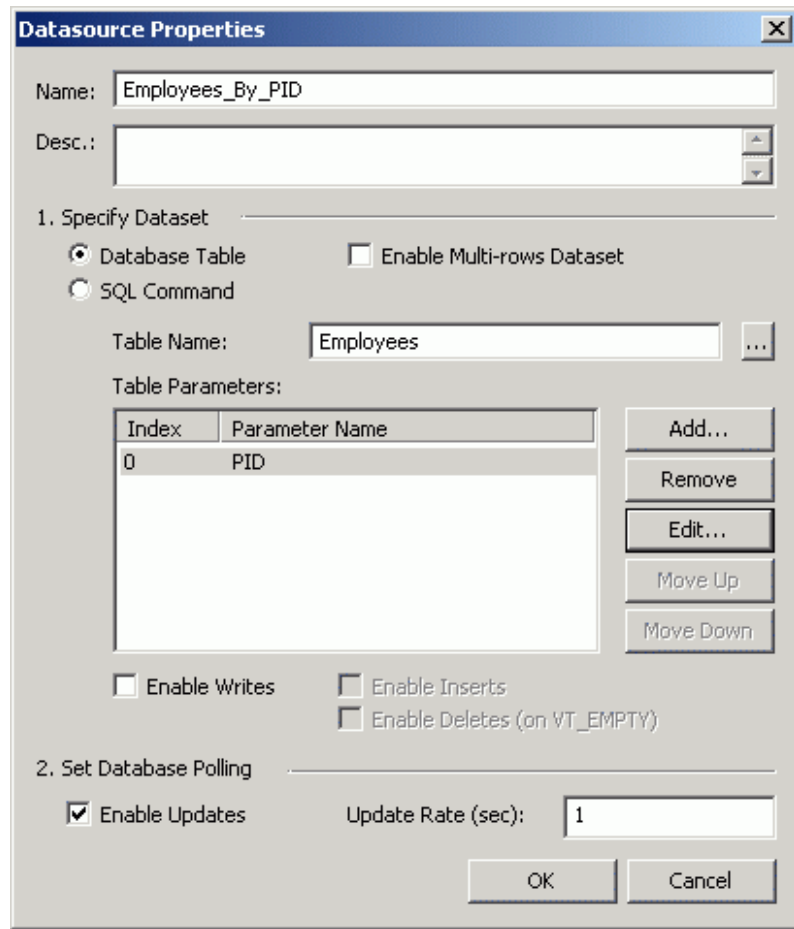 Datasource Properties
Name: Employees_By_PID
Desc.:
1. Specify Dataset
Database Table Enable Multi-rows Dataset
SQL Command
Table Name: Employees ...
Table Parameters:
Index Parameter Name
0 PID
Add...
Remove
Edit...
Move Up
Move Down
Enable Writes Enable Inserts
Enable Deletes (on VT_EMPTY)
2. Set Database Polling
Enable Updates Update Rate (sec): 1
OK Cancel